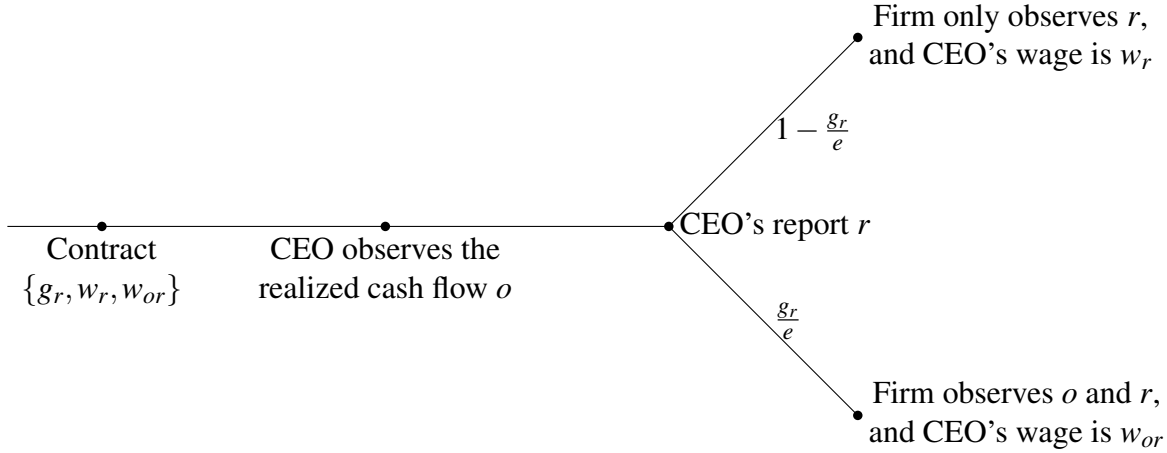 Firm only observes r,
and CEO's wage is w_r
1 − g_r/e
CEO's report r
Contract
{g_r, w_r, w_or}
CEO observes the
realized cash flow o
g_r/e
Firm observes o and r,
and CEO's wage is w_or